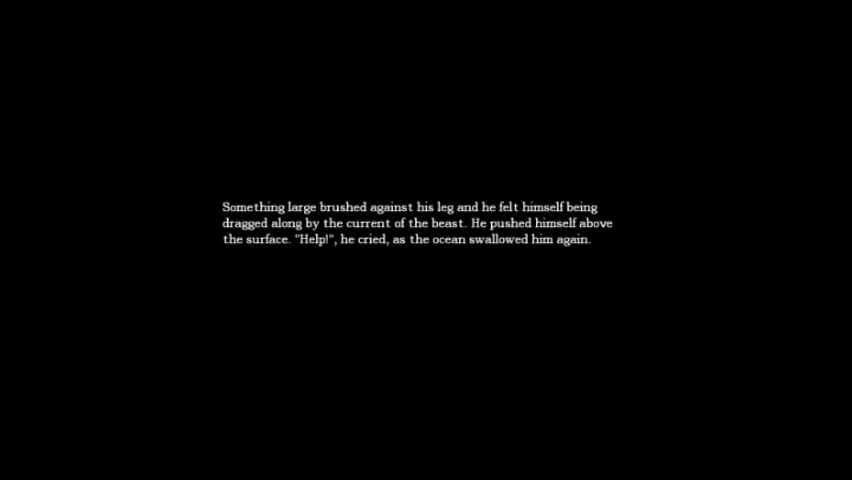 Something large brushed against his leg and he felt himself being
dragged along by the current of the beast. He pushed himself above
the surface. "Help!", he cried, as the ocean swallowed him again.